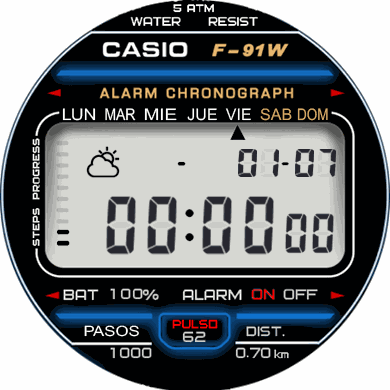 5 ATM
WATER RESIST
CASIO F-91W
ALARM CHRONOGRAPH
LUN MAR MIE JUE VIE SAB DOM
- 01-07
STEPS PROGRESS
00:00 00
BAT 100% ALARM ON OFF
PASOS PULSO DIST.
62
1000 0.70 km